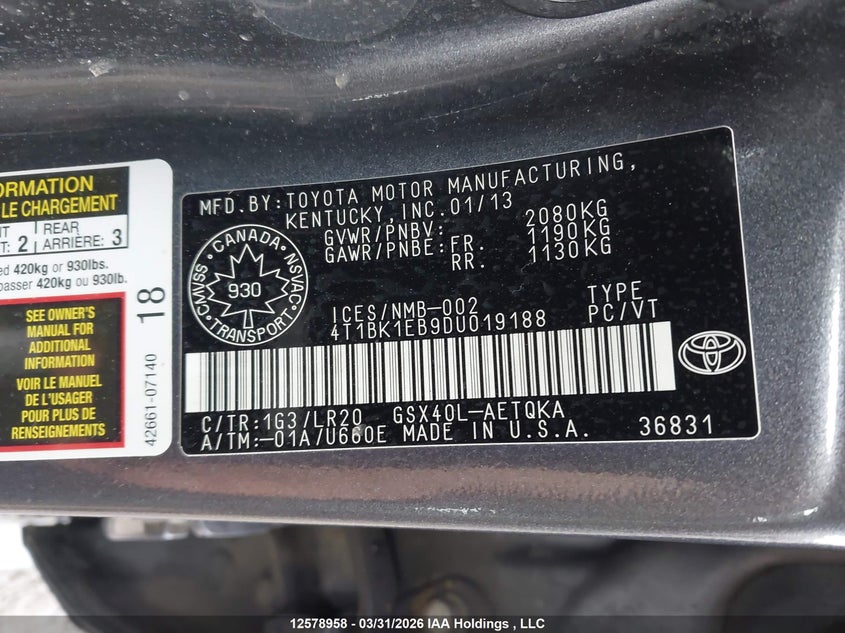 ORMATION
LE CHARGEMENT
2
REAR
ARRIÈRE: 3
420kg or 930lbs.
420kg ou 930lb.
SEE OWNER'S
MANUAL FOR
ADDITIONAL
INFORMATION
VOIR LE MANUEL
DE L'USAGER
POUR PLUS DE
RENSEIGNEMENTS
42661-07140 18
MFD.BY:TOYOTA MOTOR MANUFACTURING,
KENTUCKY,INC.01/13
GVWR/PNBV: 2080KG
GAWR/PNBE:FR. 1190KG
RR. 1130KG
CANADA
CMVSS NSVAC
930
TRANSPORT
ICES/NMB-002 TYPE
4T1BK1EB9DU019188 PC/VT
C/TR:1G3/LR20 GSX40L-AETQKA
A/TM:-01A/U660E MADE IN U.S.A. 36831
12578958 - 03/31/2026 IAA Holdings , LLC